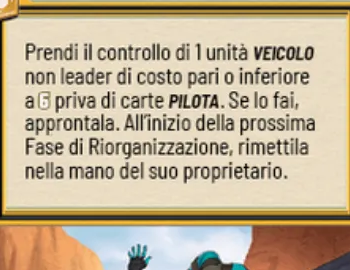 Prendi il controllo di 1 unità VEICOLO
non leader di costo pari o inferiore
a 6 priva di carte PILOTA. Se lo fai,
approntala. All'inizio della prossima
Fase di Riorganizzazione, rimettila
nella mano del suo proprietario.